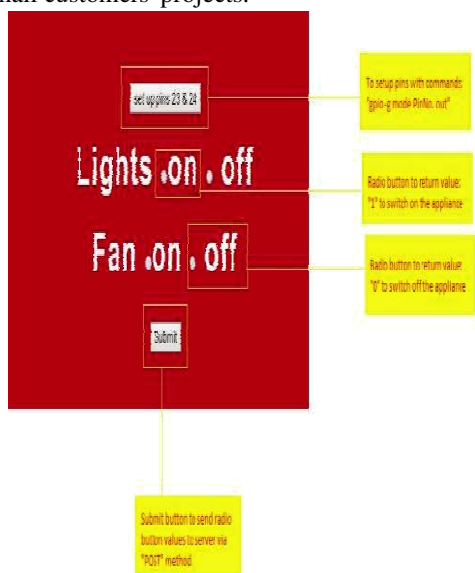 customers' projects.
set up pins 23 & 24
To setup pins with commands
"gpio-g mode PinNo. out"
Lights .on . off
Radio button to return value:
"1" to switch on the appliance
Fan .on . off
Radio button to return value:
"0" to switch off the appliance
Submit
Submit button to send radio
button values to server via
"POST" method.